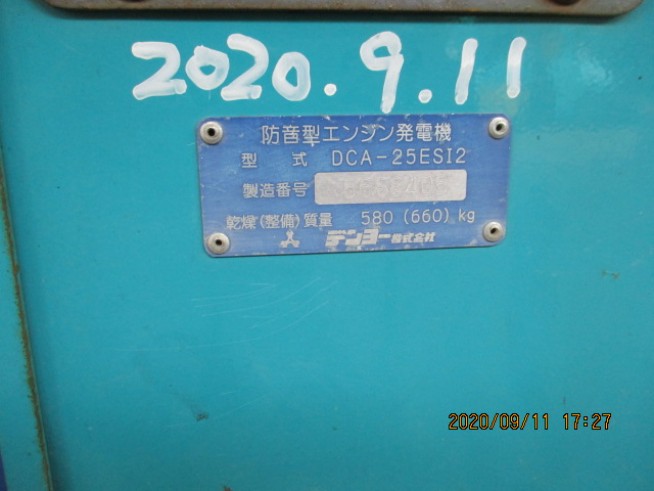 2020.9.11
防音型エンジン発電機
型 式 DCA-25ESI2
製造番号
乾燥(整備)質量 580 (660) kg
デンヨー株式会社
2020/09/11 17:27